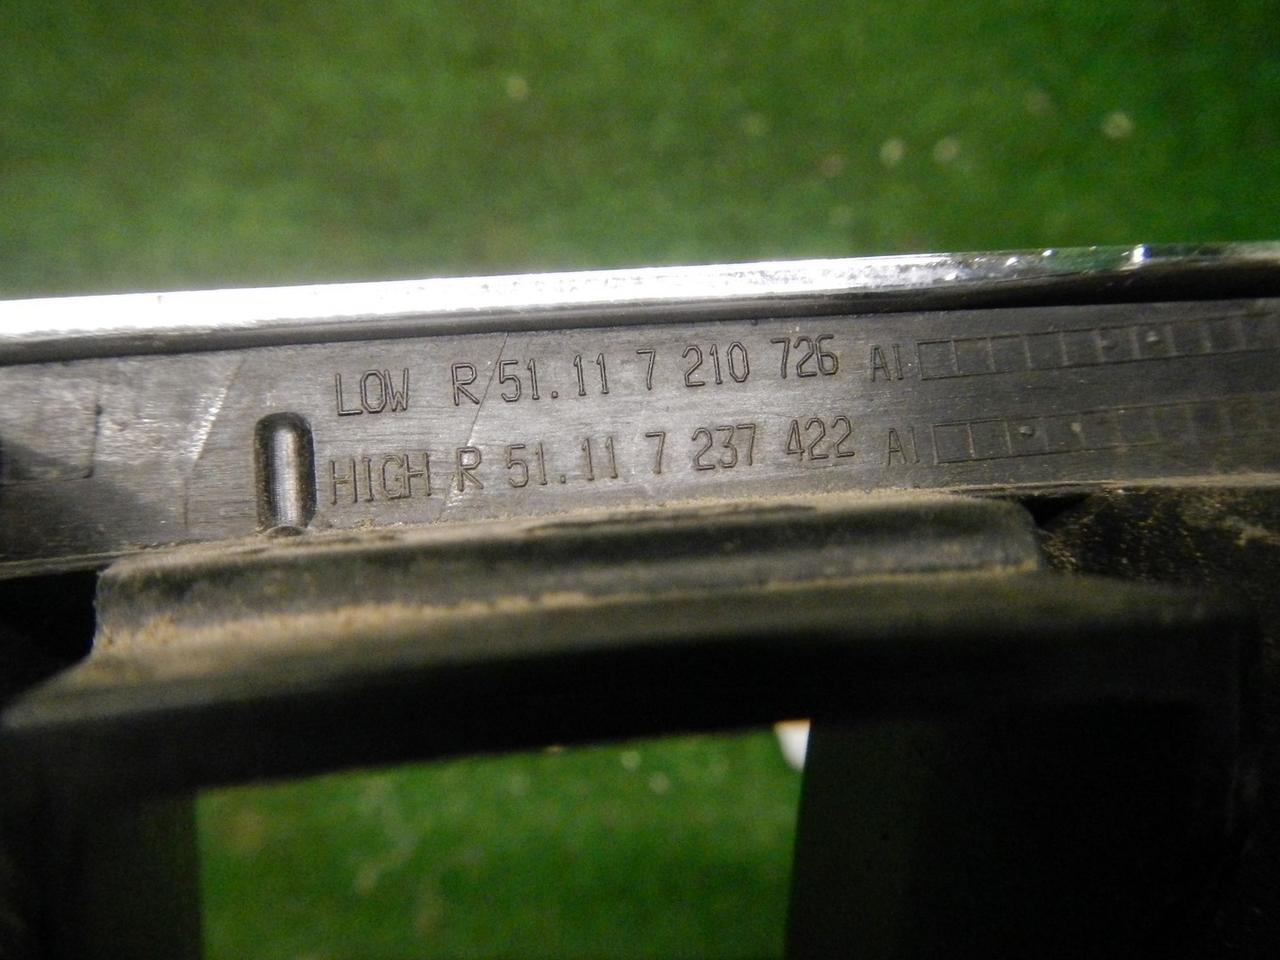 LOW R 51.11 7 210 726 AI
HIGH R 51.11 7 237 422 AI